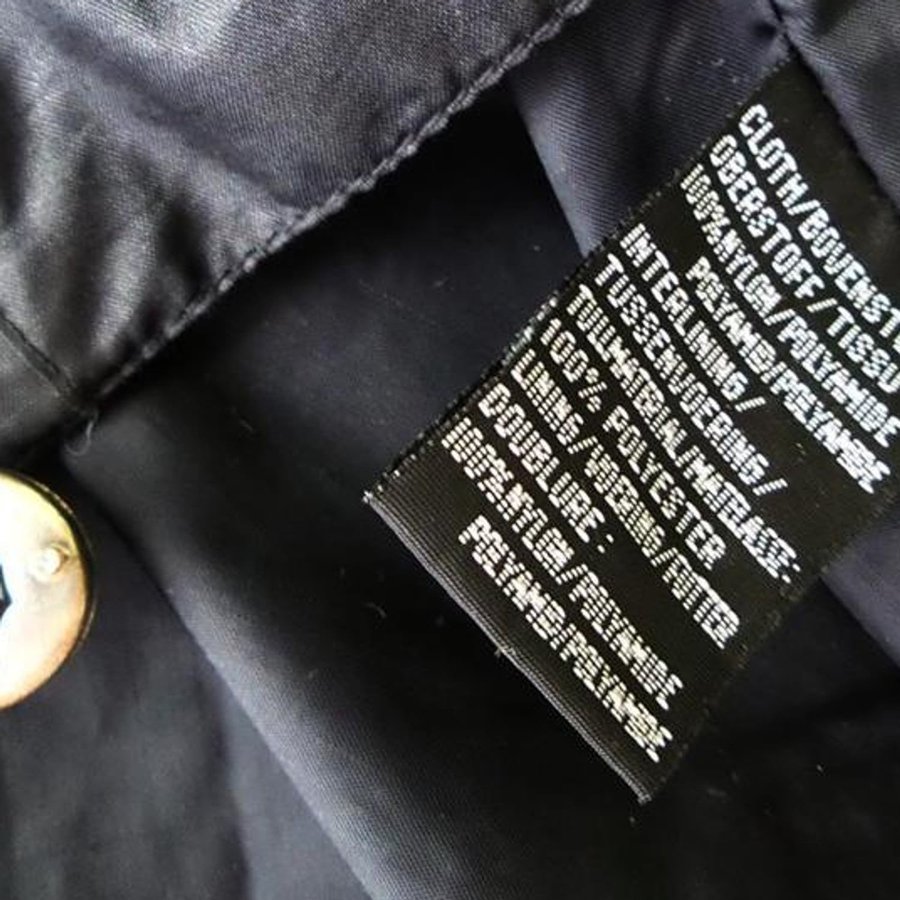 CLOTH/BOVENST
OBERSTOFF/TISSU
100%NYLON/POLYAMIDE
POLYAMID/POLYAMIDE
INTERLINING/
TUSSENVOERING/
100% POLYESTER
LINING/VOERING/FUTTER
DOUBLURE:
100%NYLON/POLYAMIDE
POLYAMID/POLYAMIDE